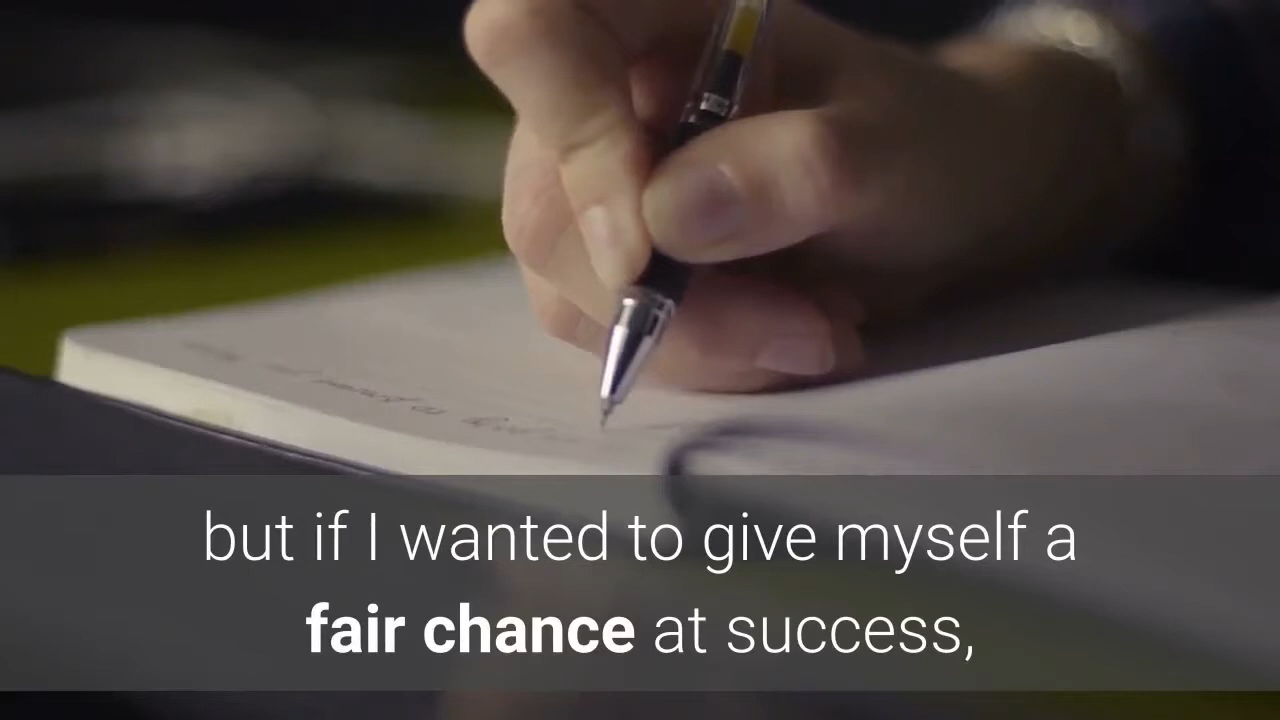 but if I wanted to give myself a
fair chance at success,